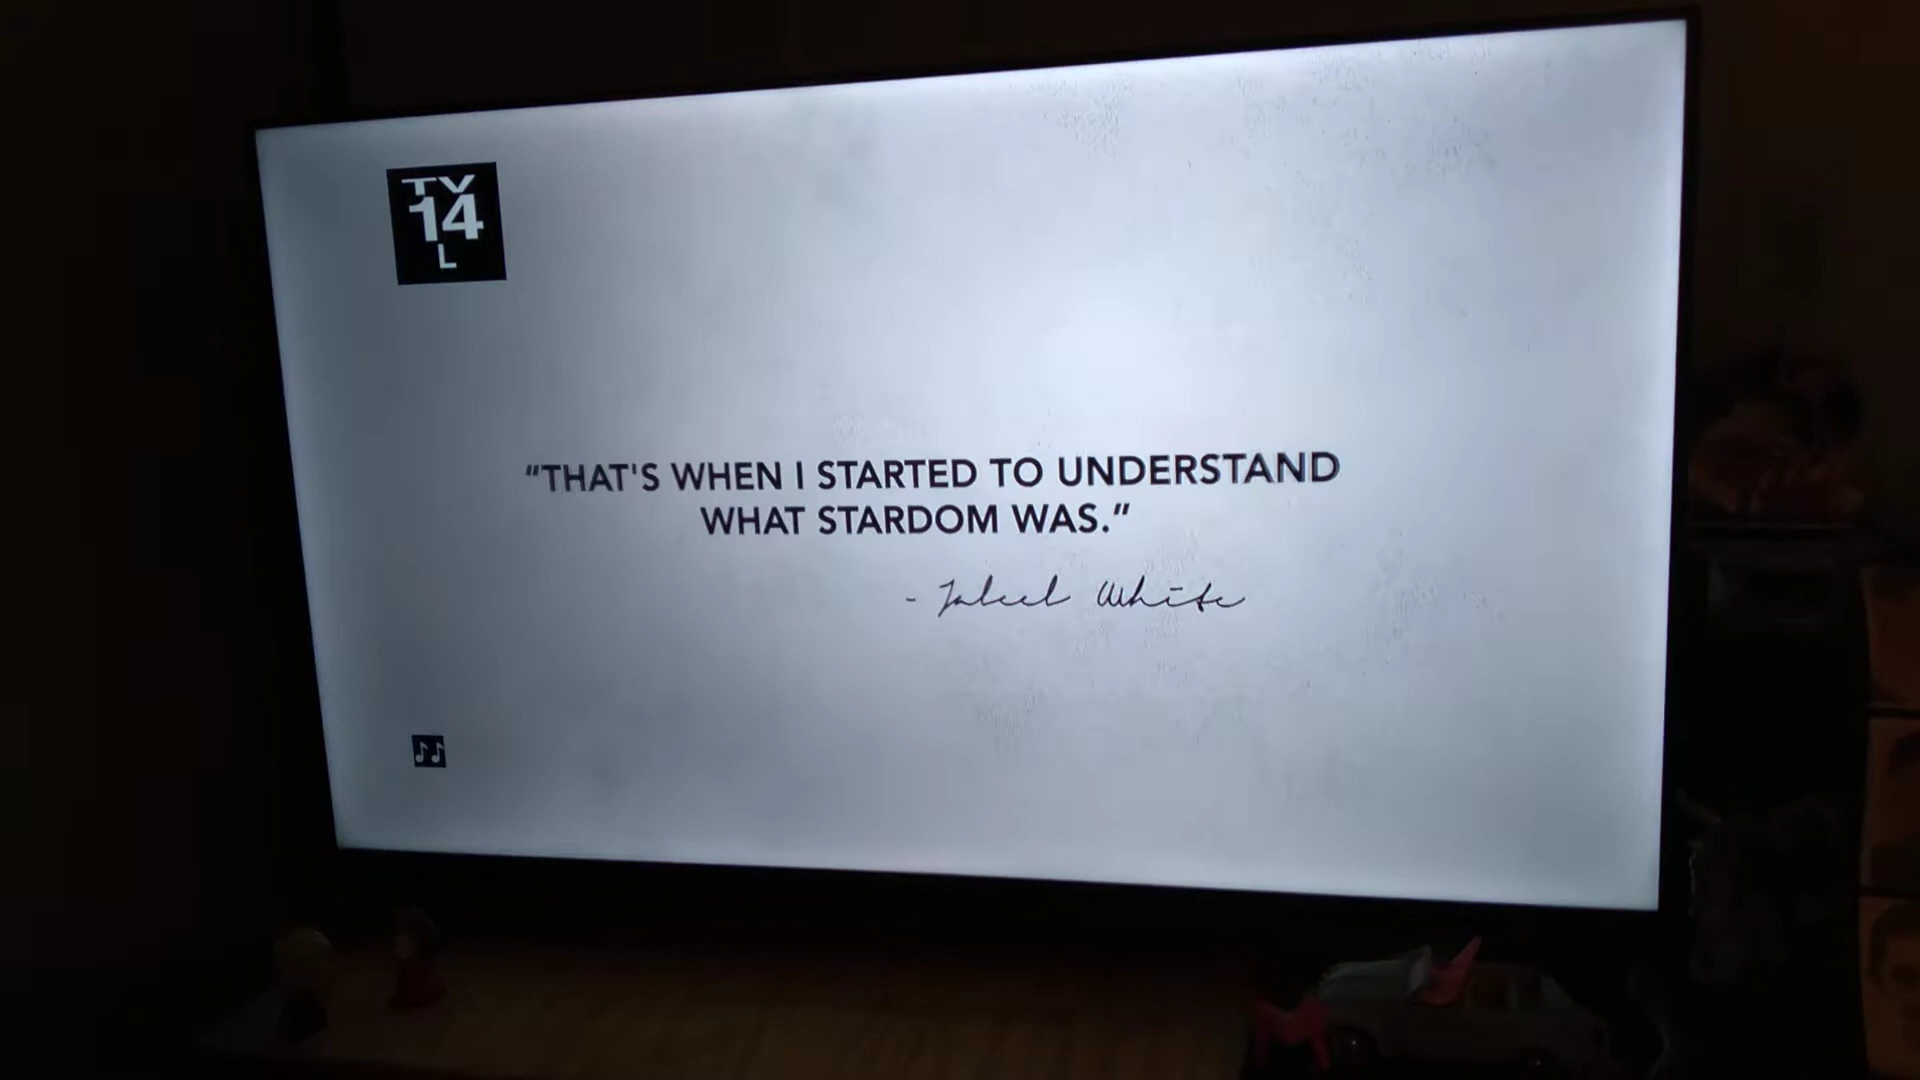 TV
14
L
"THAT'S WHEN I STARTED TO UNDERSTAND
WHAT STARDOM WAS."
- Jaleel White